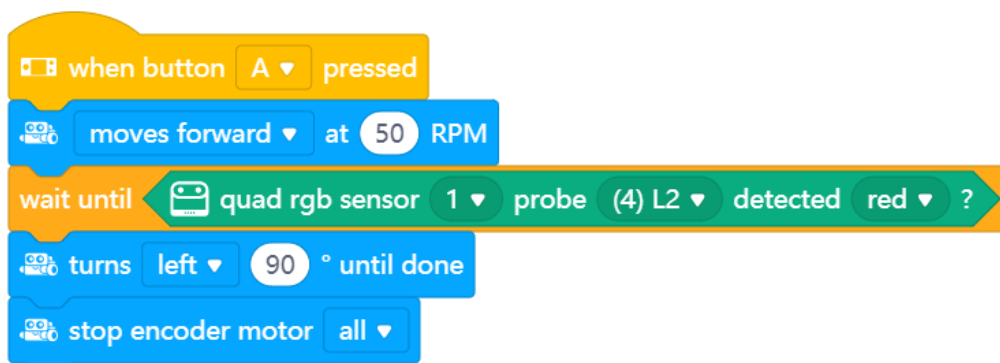 when button A pressed
moves forward at 50 RPM
wait until quad rgb sensor 1 probe (4) L2 detected red ?
turns left 90 ° until done
stop encoder motor all